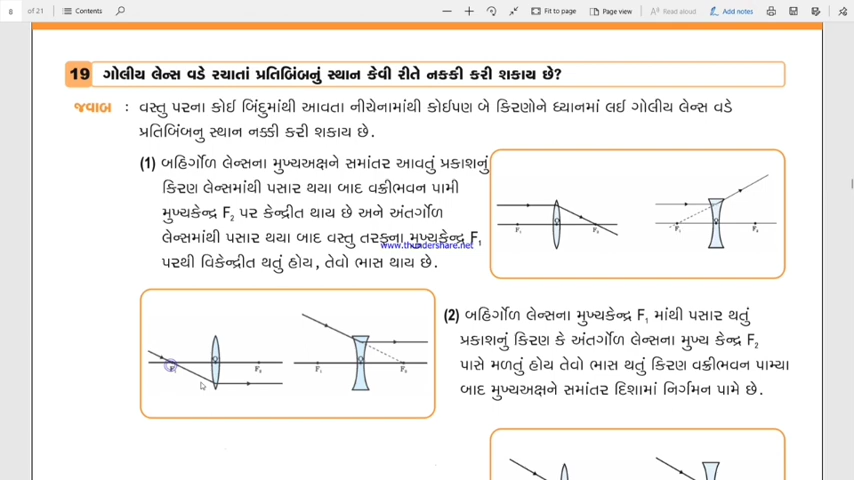 8 of 21 Contents Fit to page Page view Read aloud Add notes
19 ગોલીય લેન્સ વડે રચાતાં પ્રતિબિંબનું સ્થાન કેવી રીતે નક્કી કરી શકાય છે?
જવાબ : વસ્તુ પરના કોઈ બિંદુમાંથી આવતા નીચેનામાંથી કોઈપણ બે કિરણોને ધ્યાનમાં લઈ ગોલીય લેન્સ વડે
પ્રતિબિંબનુ સ્થાન નક્કી કરી શકાય છે.
(1) બહિર્ગોળ લેન્સના મુખ્યઅક્ષને સમાંતર આવતું પ્રકાશનું
કિરણ લેન્સમાંથી પસાર થયા બાદ વક્રીભવન પામી
મુખ્યકેન્દ્ર F₂ પર કેન્દ્રીત થાય છે અને અંતર્ગોળ
લેન્સમાંથી પસાર થયા બાદ વસ્તુ તરફના મુખ્યકેન્દ્ર F₁
www.thundershare.net
પરથી વિકેન્દ્રીત થતું હોય, તેવો ભાસ થાય છે.
(2) બહિર્ગોળ લેન્સના મુખ્યકેન્દ્ર F₁ માંથી પસાર થતું
પ્રકાશનું કિરણ કે અંતર્ગોળ લેન્સના મુખ્ય કેન્દ્ર F₂
પાસે મળતું હોય તેવો ભાસ થતું કિરણ વક્રીભવન પામ્યા
બાદ મુખ્યઅક્ષને સમાંતર દિશામાં નિર્ગમન પામે છે.